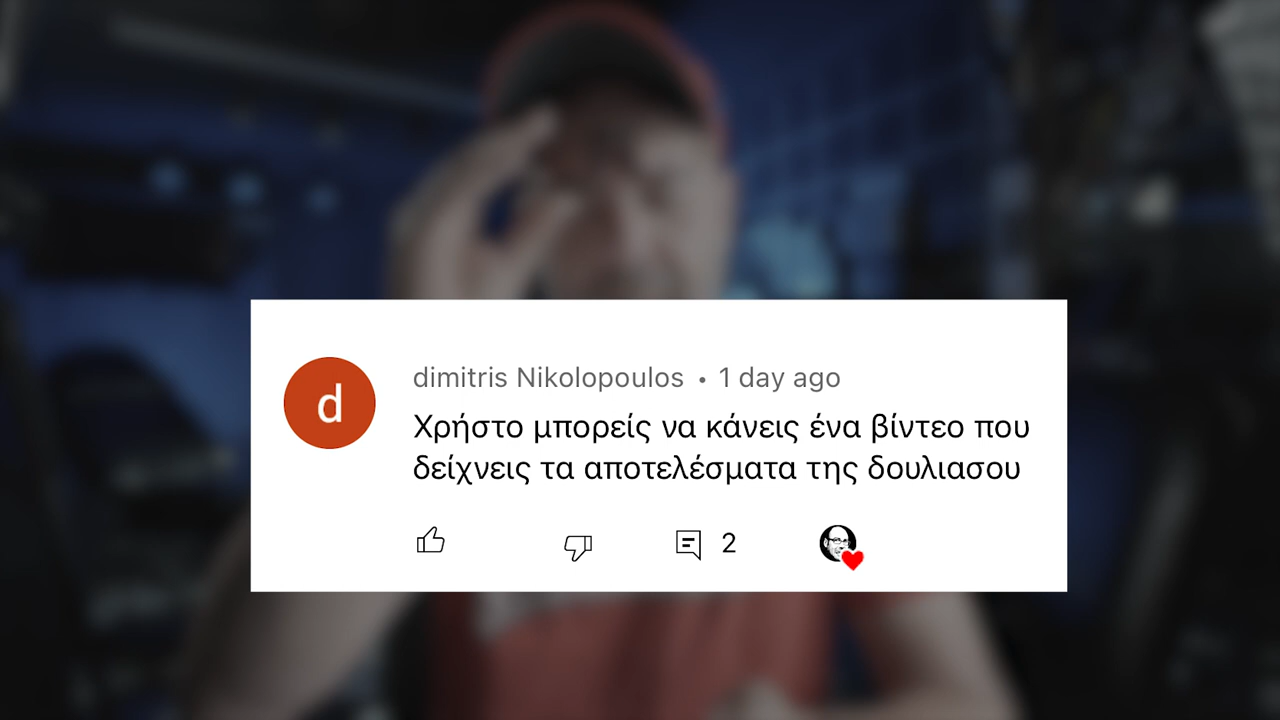 d
dimitris Nikolopoulos • 1 day ago
Χρήστο μπορείς να κάνεις ένα βίντεο που
δείχνεις τα αποτελέσματα της δουλιασου
2